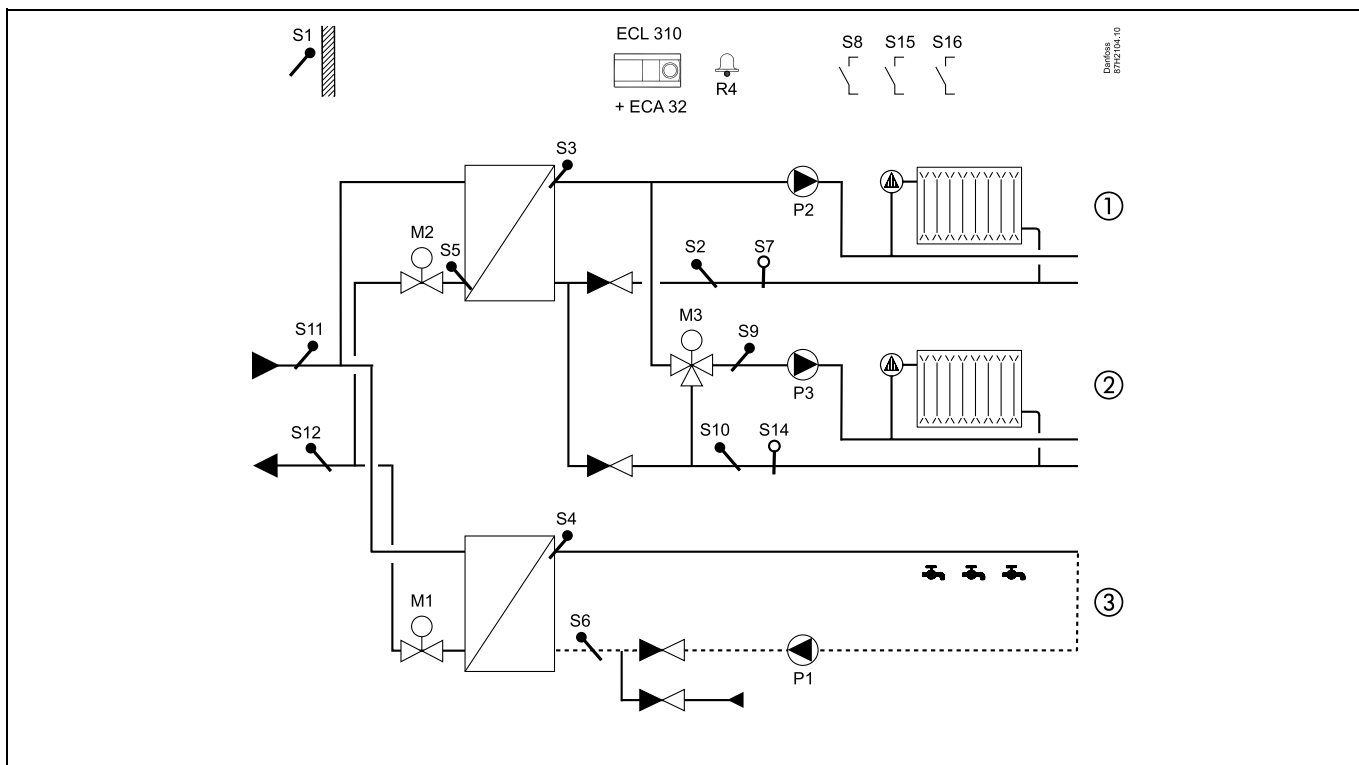 S1
ECL 310
+ ECA 32
R4
S8
S15
S16
Danfoss
87H2104.10
S3
P2
①
M2
S5
S2
S7
M3
S9
S11
P3
②
S12
S10
S14
S4
③
M1
S6
P1